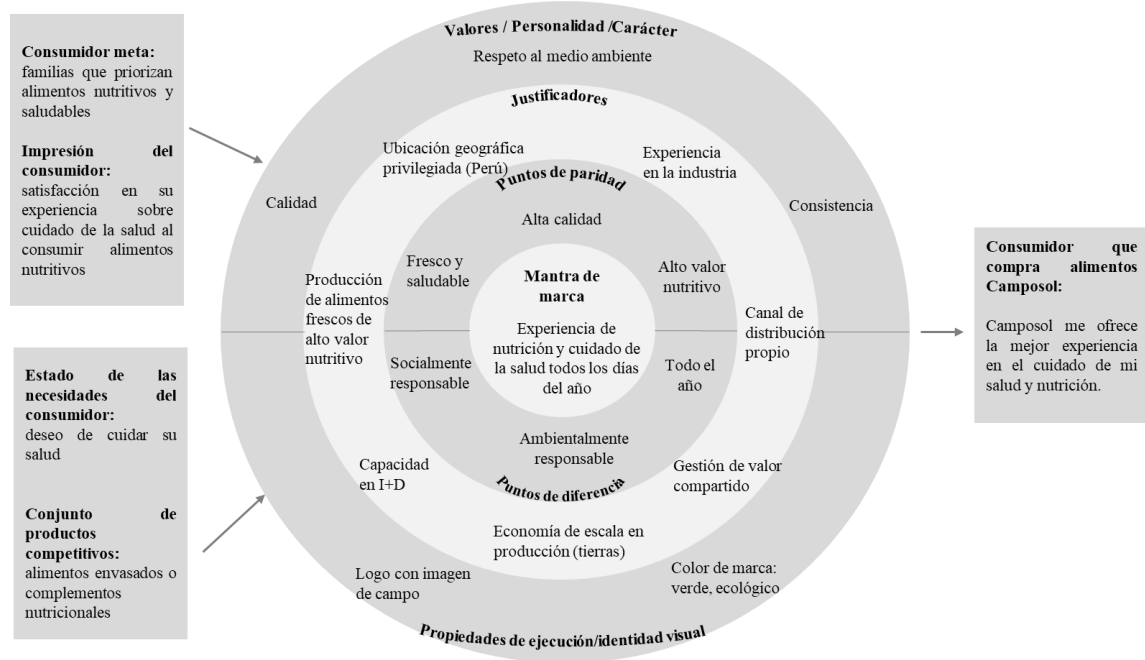 Consumidor meta:
familias que priorizan
alimentos nutritivos y
saludables
Impresión del
consumidor:
satisfacción en su
experiencia sobre
cuidado de la salud al
consumir alimentos
nutritivos
Estado de las
necesidades del
consumidor:
deseo de cuidar su
salud
Conjunto de
productos
competitivos:
alimentos envasados o
complementos
nutricionales
Valores / Personalidad /Carácter
Respeto al medio ambiente
Calidad
Consistencia
Justificadores
Ubicación geográfica
privilegiada (Perú)
Experiencia
en la industria
Producción
de alimentos
frescos de
alto valor
nutritivo
Canal de
distribución
propio
Puntos de paridad
Alta calidad
Fresco y
saludable
Alto valor
nutritivo
Mantra de
marca
Experiencia de
nutrición y cuidado de
la salud todos los días
del año
Socialmente
responsable
Todo el
año
Ambientalmente
responsable
Puntos de diferencia
Capacidad
en I+D
Gestión de valor
compartido
Economía de escala en
producción (tierras)
Logo con imagen
de campo
Color de marca:
verde, ecológico
Propiedades de ejecución/identidad visual
Consumidor que
compra alimentos
Camposol:
Camposol me ofrece
la mejor experiencia
en el cuidado de mi
salud y nutrición.